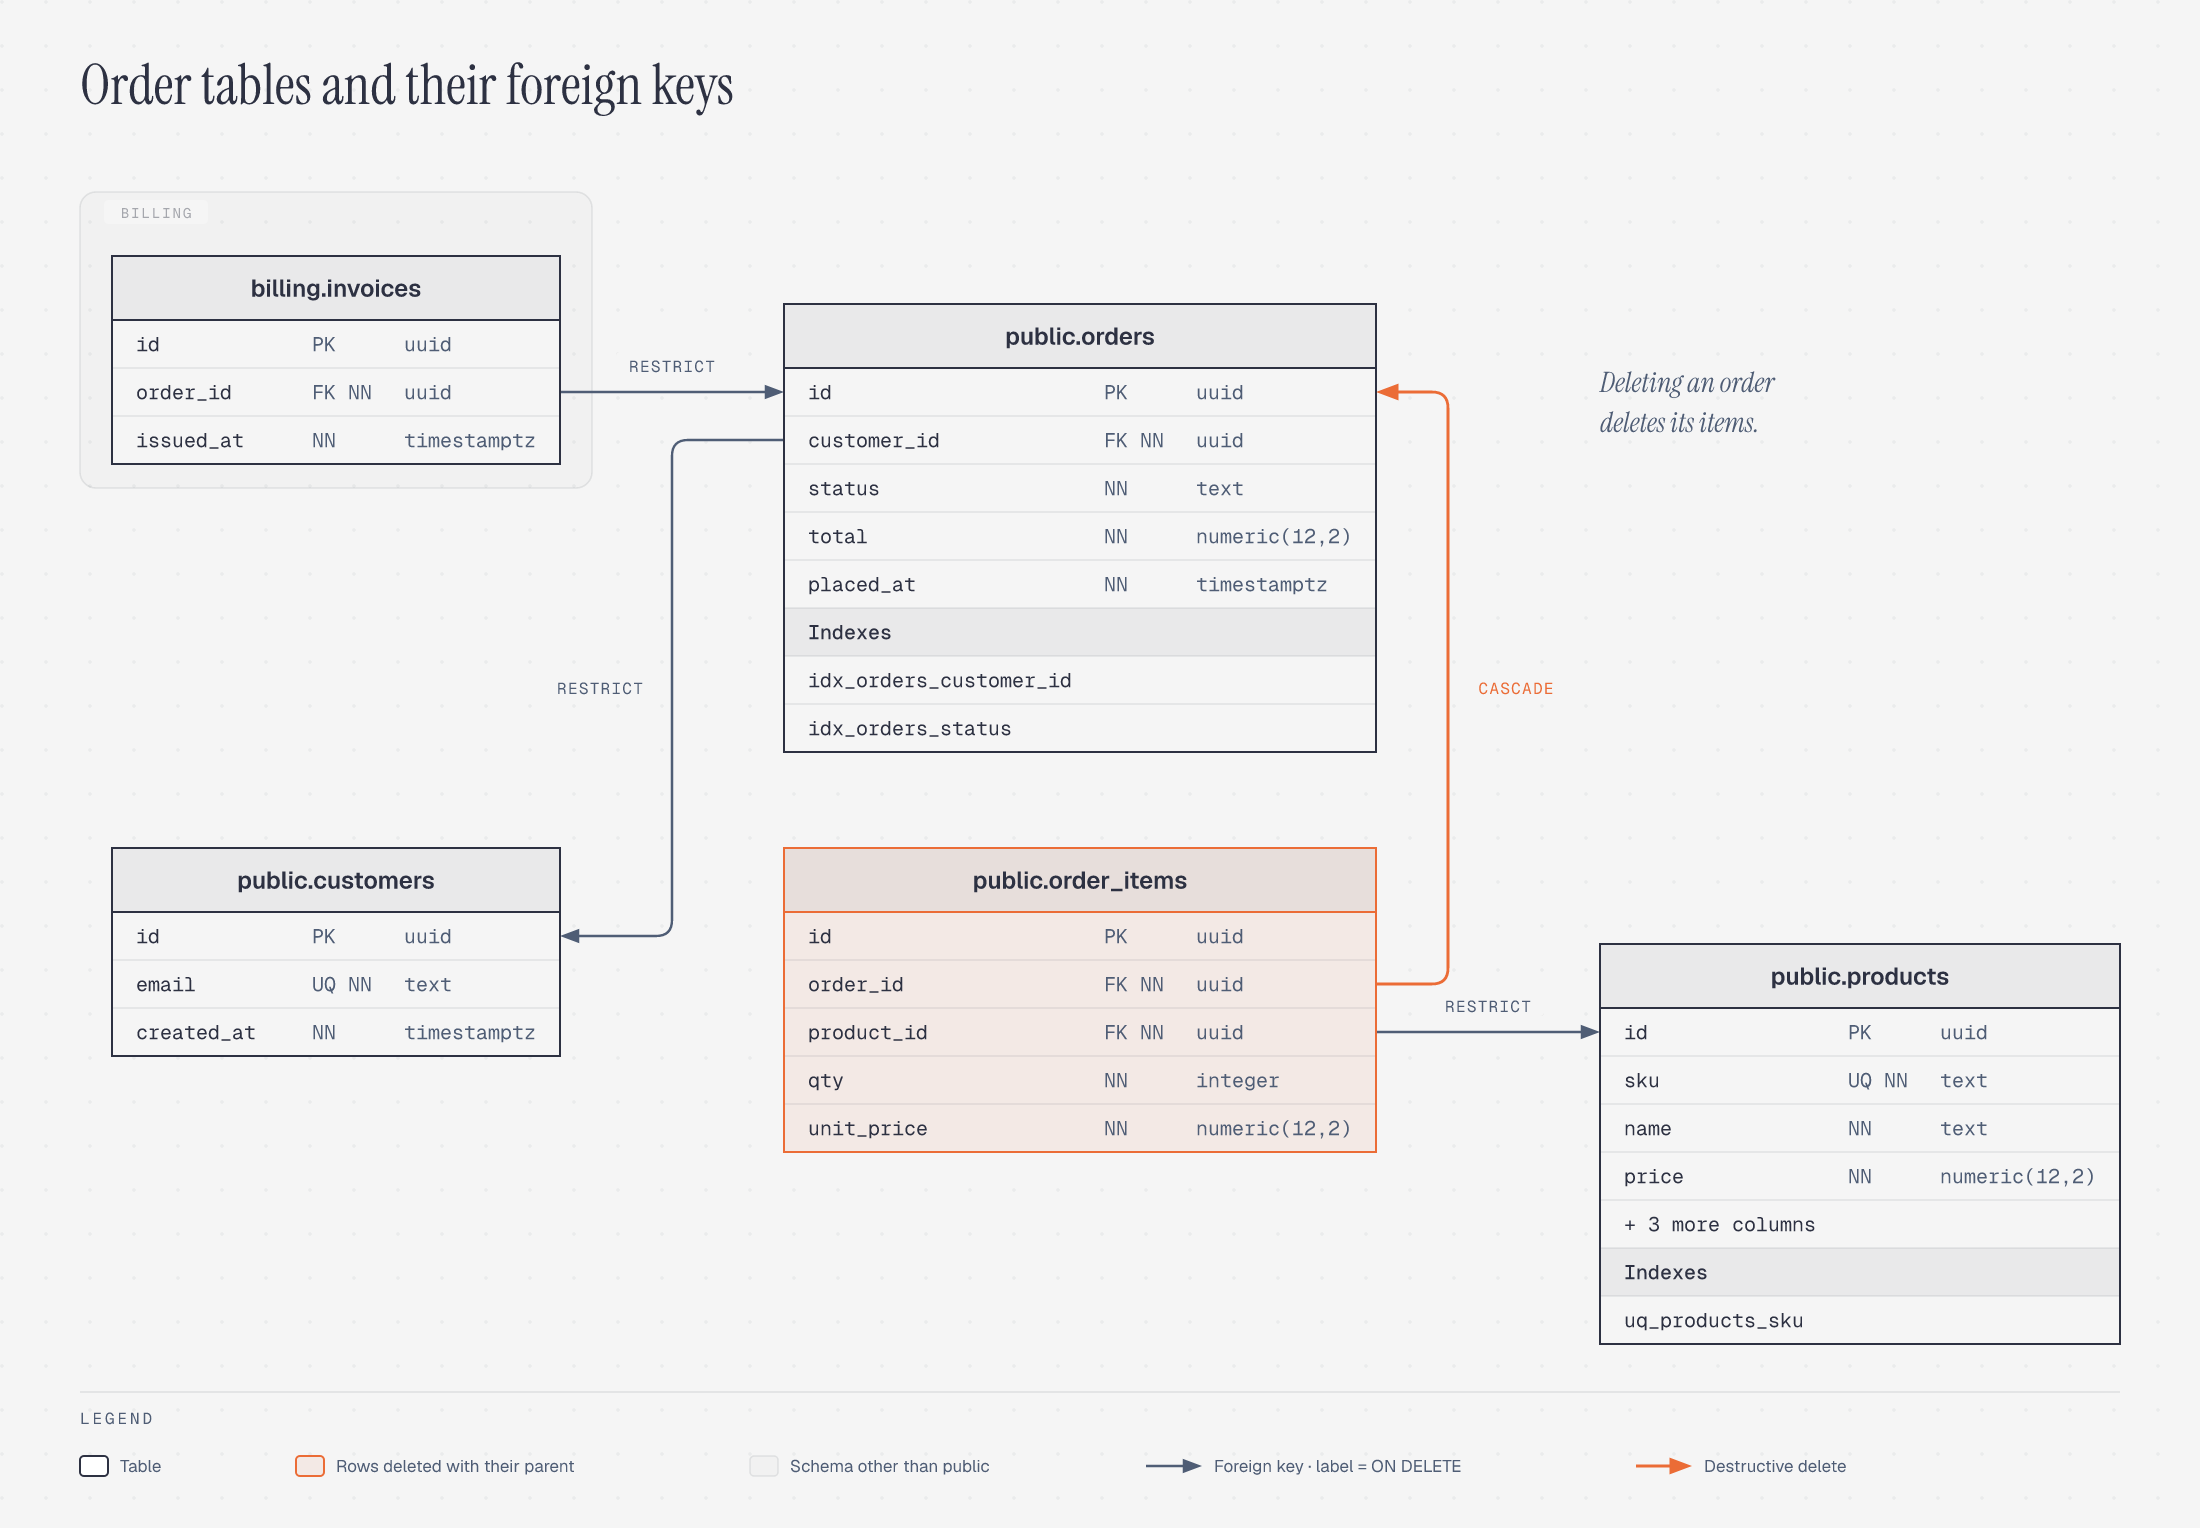 Order tables and their foreign keys
BILLING
billing.invoices
id PK uuid
order_id FK NN uuid
issued_at NN timestamptz
RESTRICT
public.orders
id PK uuid
customer_id FK NN uuid
status NN text
total NN numeric(12,2)
placed_at NN timestamptz
Indexes
idx_orders_customer_id
idx_orders_status
Deleting an order
deletes its items.
RESTRICT
CASCADE
public.customers
id PK uuid
email UQ NN text
created_at NN timestamptz
public.order_items
id PK uuid
order_id FK NN uuid
product_id FK NN uuid
qty NN integer
unit_price NN numeric(12,2)
RESTRICT
public.products
id PK uuid
sku UQ NN text
name NN text
price NN numeric(12,2)
+ 3 more columns
Indexes
uq_products_sku
LEGEND
Table
Rows deleted with their parent
Schema other than public
Foreign key · label = ON DELETE
Destructive delete